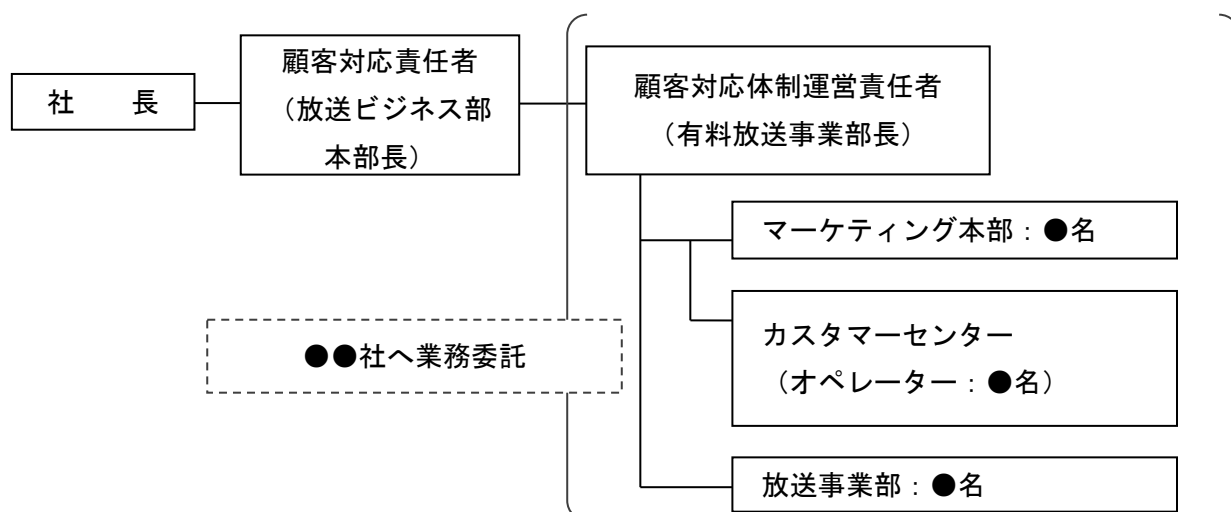 社　　長
顧客対応責任者
（放送ビジネス部
本部長）
顧客対応体制運営責任者
（有料放送事業部長）
マーケティング本部：●名
●●社へ業務委託
カスタマーセンター
（オペレーター：●名）
放送事業部：●名